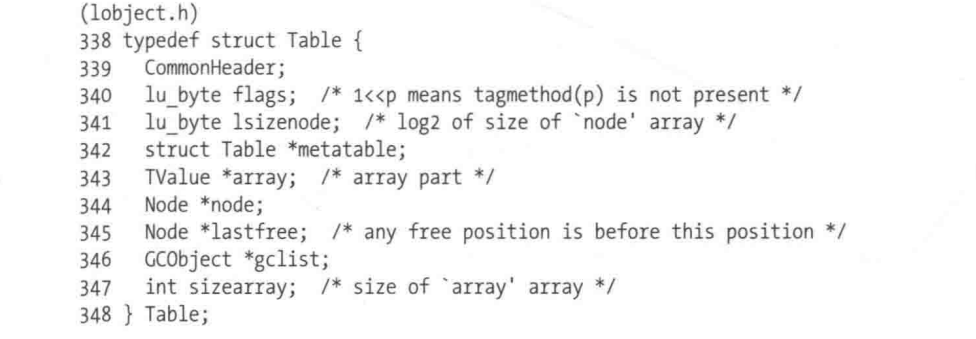 (lobject.h)
338 typedef struct Table {
339   CommonHeader;
340   lu_byte flags;  /* 1<<p means tagmethod(p) is not present */
341   lu_byte lsizenode;  /* log2 of size of `node' array */
342   struct Table *metatable;
343   TValue *array;  /* array part */
344   Node *node;
345   Node *lastfree;  /* any free position is before this position */
346   GCObject *gclist;
347   int sizearray;  /* size of `array' array */
348 } Table;